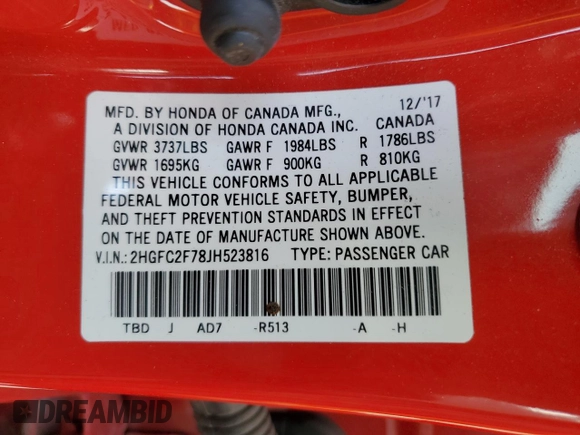 MFD. BY HONDA OF CANADA MFG., 12/'17
A DIVISION OF HONDA CANADA INC. CANADA
GVWR 3737LBS GAWR F 1984LBS R 1786LBS
GVWR 1695KG GAWR F 900KG R 810KG
THIS VEHICLE CONFORMS TO ALL APPLICABLE
FEDERAL MOTOR VEHICLE SAFETY, BUMPER,
AND THEFT PREVENTION STANDARDS IN EFFECT
ON THE DATE OF MANUFACTURE SHOWN ABOVE.
V.I.N.:2HGFC2F78JH523816 TYPE: PASSENGER CAR
TBD J AD7 -R513 -A -H
DREAMBID